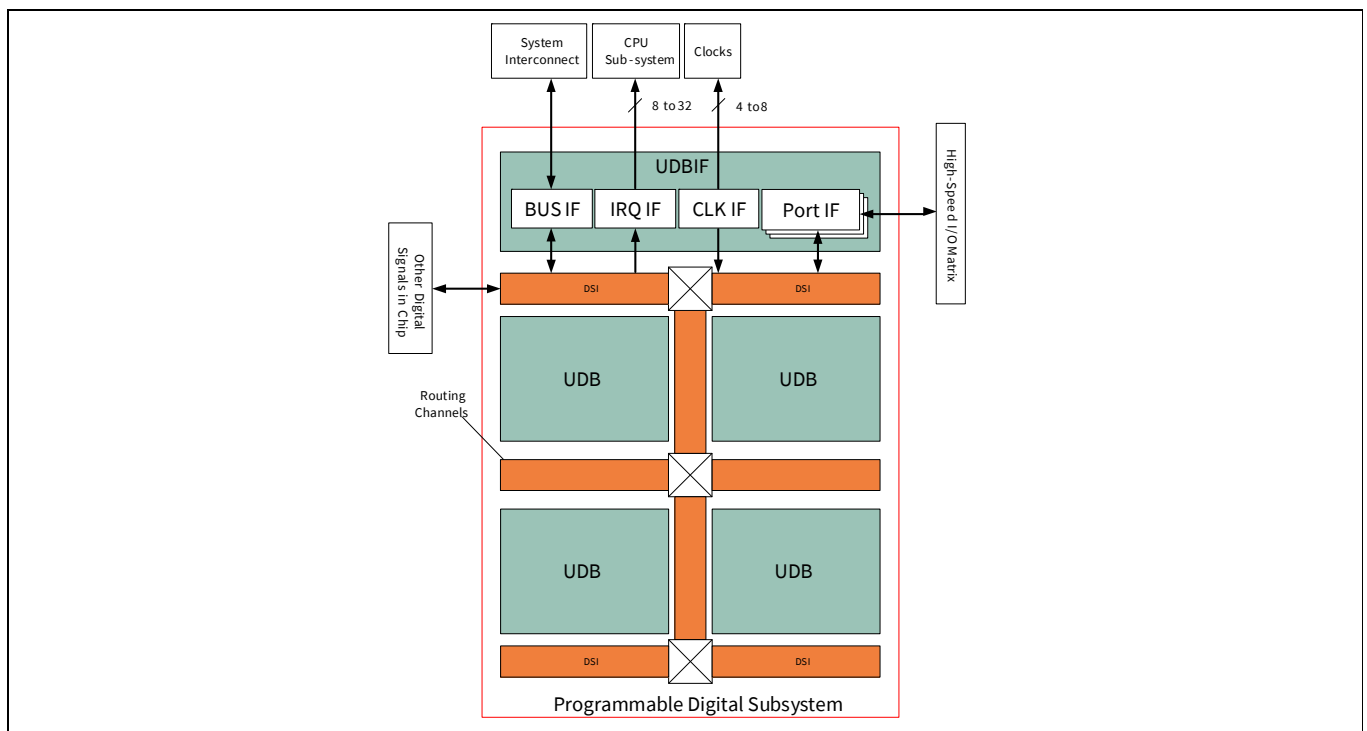 System
Interconnect
CPU
Sub-system
Clocks
8 to 32
4 to 8
UDBIF
BUS IF
IRQ IF
CLK IF
Port IF
High-Speed I/O Matrix
Other Digital
Signals in Chip
DSI
DSI
UDB
UDB
Routing
Channels
UDB
UDB
DSI
DSI
Programmable Digital Subsystem